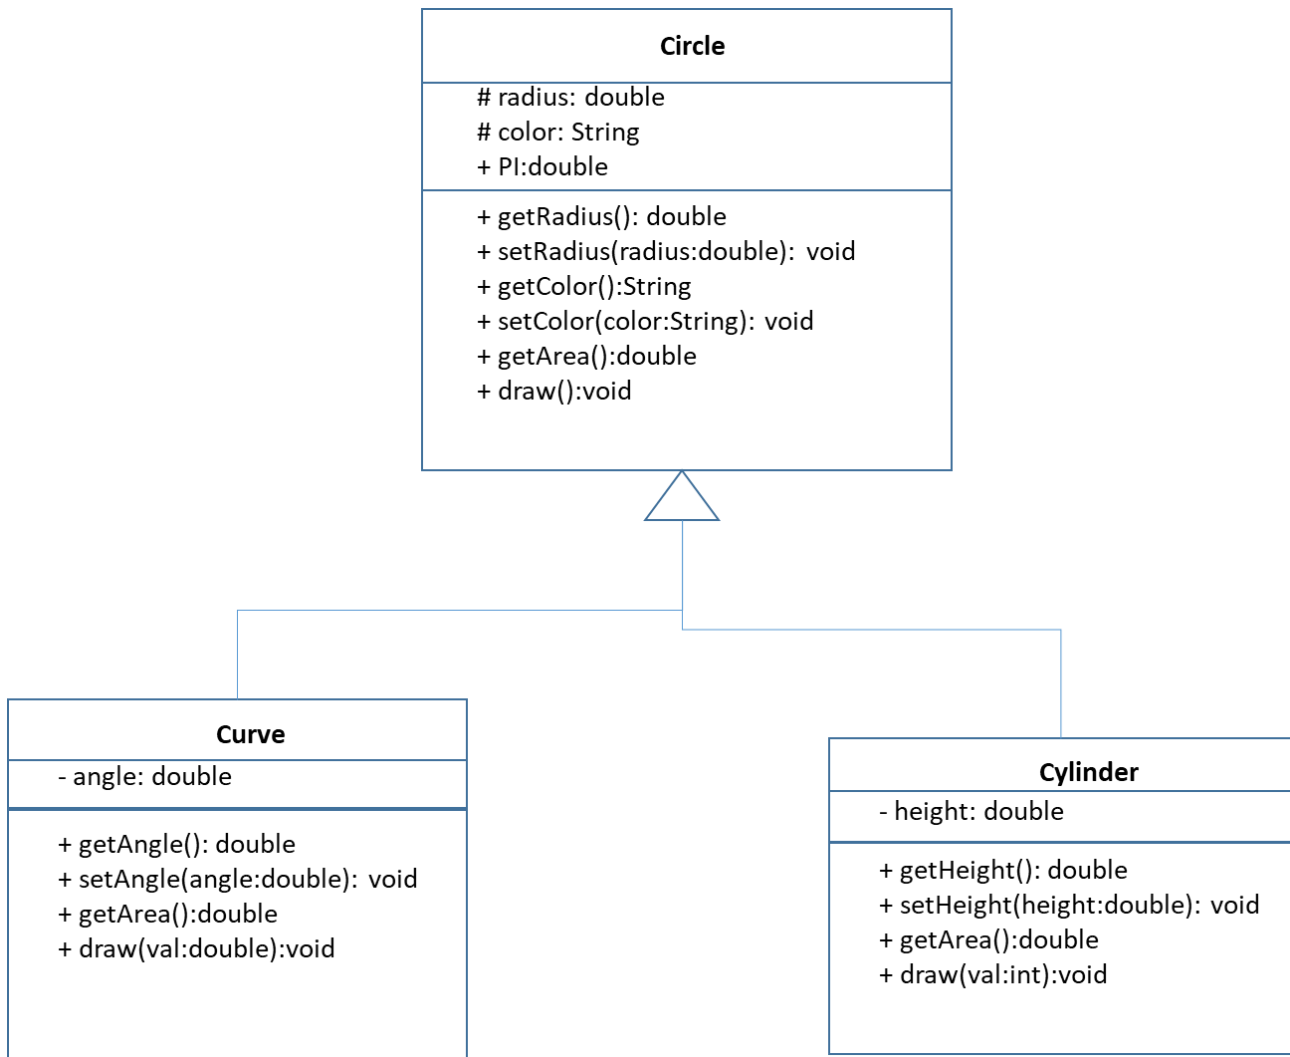 Circle
# radius: double
# color: String
+ PI:double
+ getRadius(): double
+ setRadius(radius:double): void
+ getColor():String
+ setColor(color:String): void
+ getArea():double
+ draw():void
Curve
- angle: double
+ getAngle(): double
+ setAngle(angle:double): void
+ getArea():double
+ draw(val:double):void
Cylinder
- height: double
+ getHeight(): double
+ setHeight(height:double): void
+ getArea():double
+ draw(val:int):void